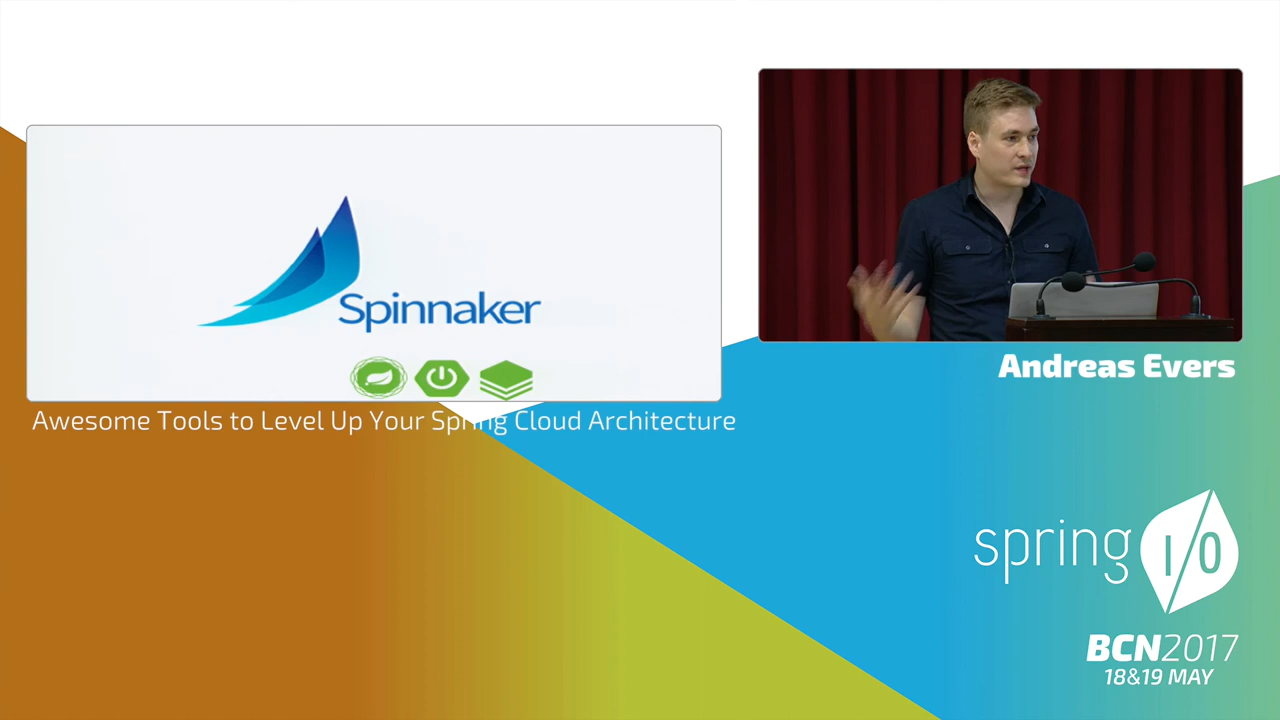 Spinnaker
Awesome Tools to Level Up Your Spring Cloud Architecture
Andreas Evers
spring I/O
BCN2017
18&19 MAY